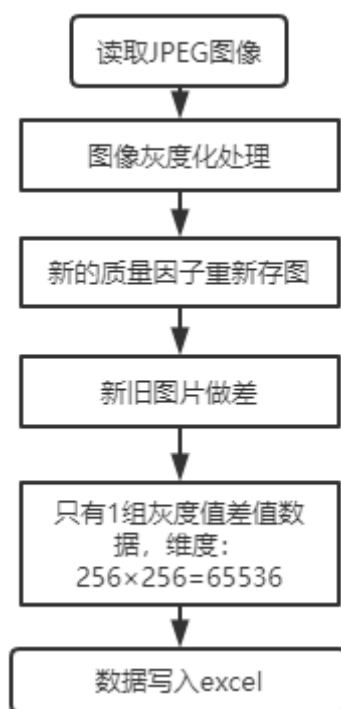 读取JPEG图像
图像灰度化处理
新的质量因子重新存图
新旧图片做差
只有1组灰度值差值数
据，维度：
256×256=65536
数据写入excel